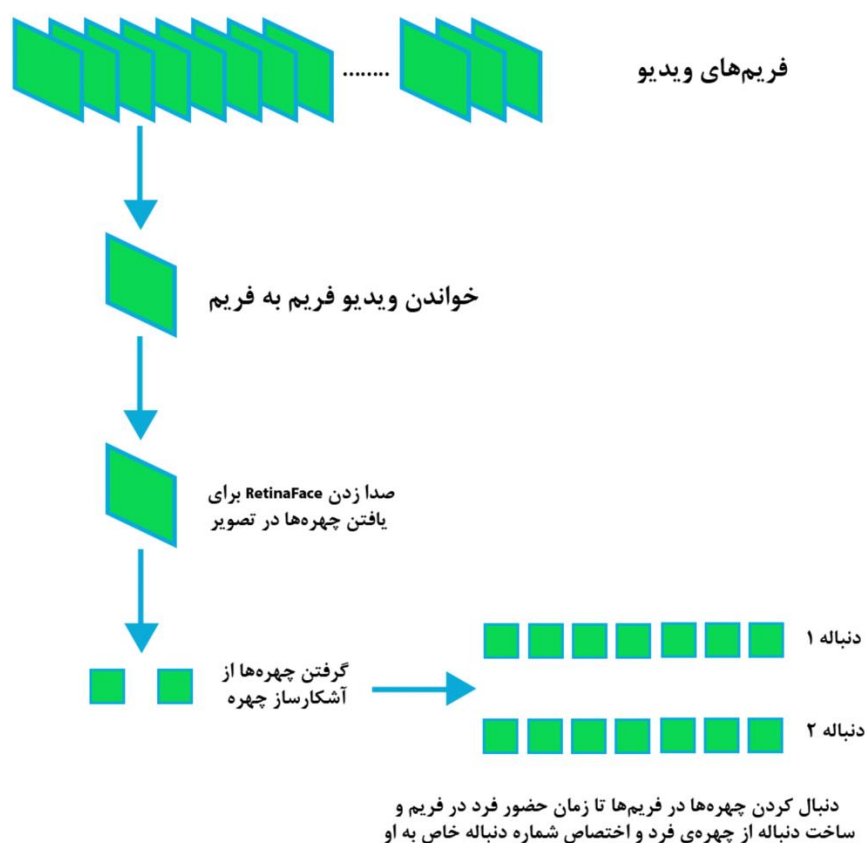 فریم‌های ویدیو
........
خواندن ویدیو فریم به فریم
صدا زدن RetinaFace برای
یافتن چهره‌ها در تصویر
گرفتن چهره‌ها از
آشکارساز چهره
دنباله ۱
دنباله ۲
دنبال کردن چهره‌ها در فریم‌ها تا زمان حضور فرد در فریم و
ساخت دنباله از چهره‌ی فرد و اختصاص شماره دنباله خاص به او